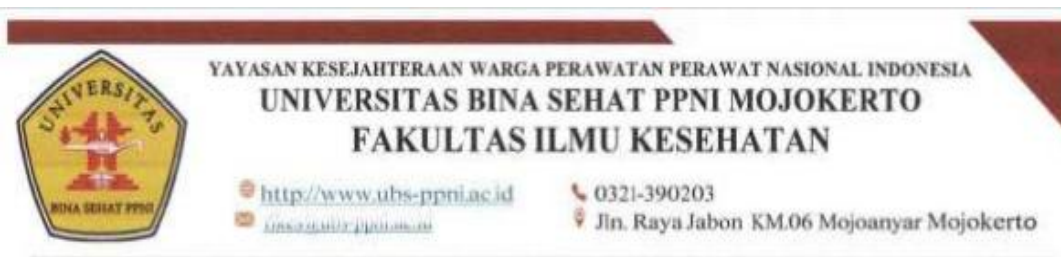 YAYASAN KESEJAHTERAAN WARGA PERAWATAN PERAWAT NASIONAL INDONESIA
UNIVERSITAS BINA SEHAT PPNI MOJOKERTO
FAKULTAS ILMU KESEHATAN
UNIVERSITAS
BINA SEHAT PPNI
http://www.ubs-ppni.ac.id
0321-390203
Jln. Raya Jabon KM.06 Mojoanyar Mojokerto